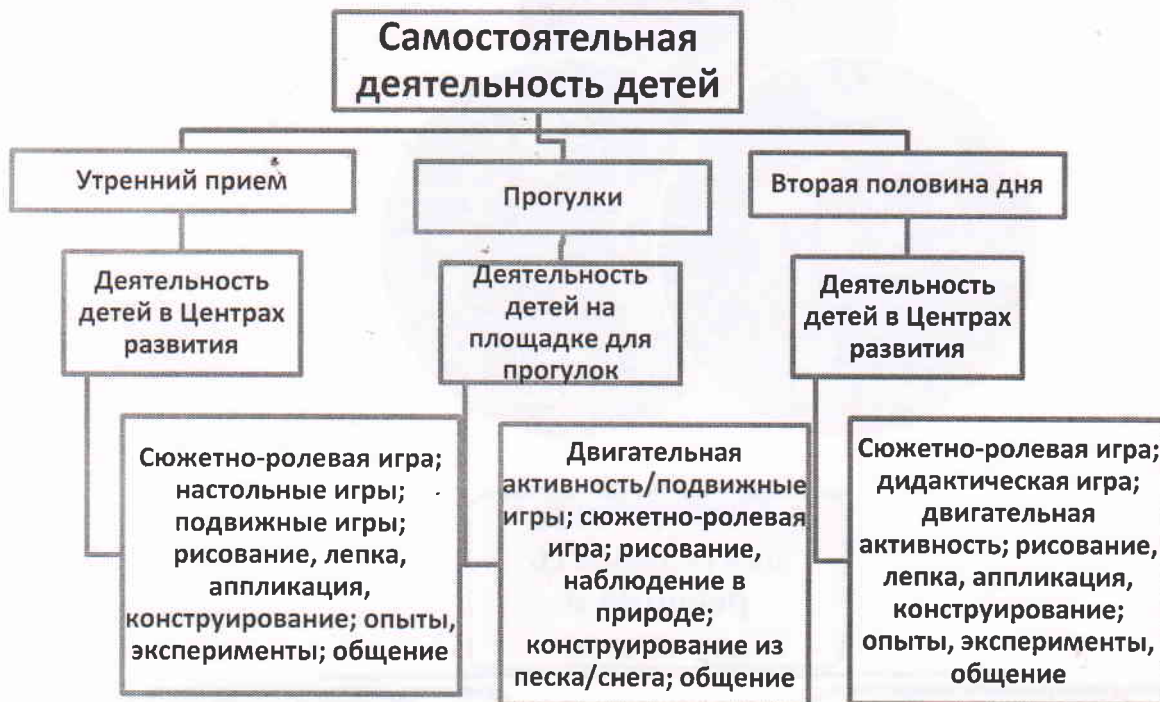 Самостоятельная
деятельность детей
Утренний прием
Прогулки
Вторая половина дня
Деятельность
детей в Центрах
развития
Деятельность
детей на
площадке для
прогулок
Деятельность
детей в Центрах
развития
Сюжетно-ролевая игра;
настольные игры;
подвижные игры;
рисование, лепка,
аппликация,
конструирование; опыты,
эксперименты; общение
Двигательная
активность/подвижные
игры; сюжетно-ролевая
игра; рисование,
наблюдение в
природе;
конструирование из
песка/снега; общение
Сюжетно-ролевая игра;
дидактическая игра;
двигательная
активность; рисование,
лепка, аппликация,
конструирование;
опыты, эксперименты,
общение